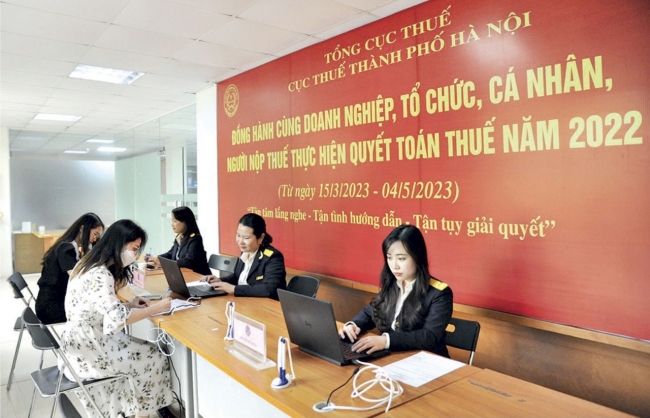 TỔNG CỤC THUẾ
CỤC THUẾ THÀNH PHỐ HÀ NỘI
ĐỒNG HÀNH CÙNG DOANH NGHIỆP, TỔ CHỨC, CÁ NHÂN,
NGƯỜI NỘP THUẾ THỰC HIỆN QUYẾT TOÁN THUẾ NĂM 2022
(Từ ngày 15/3/2023 - 04/5/2023)
“Tận tâm lắng nghe - Tận tình hướng dẫn - Tận tụy giải quyết”